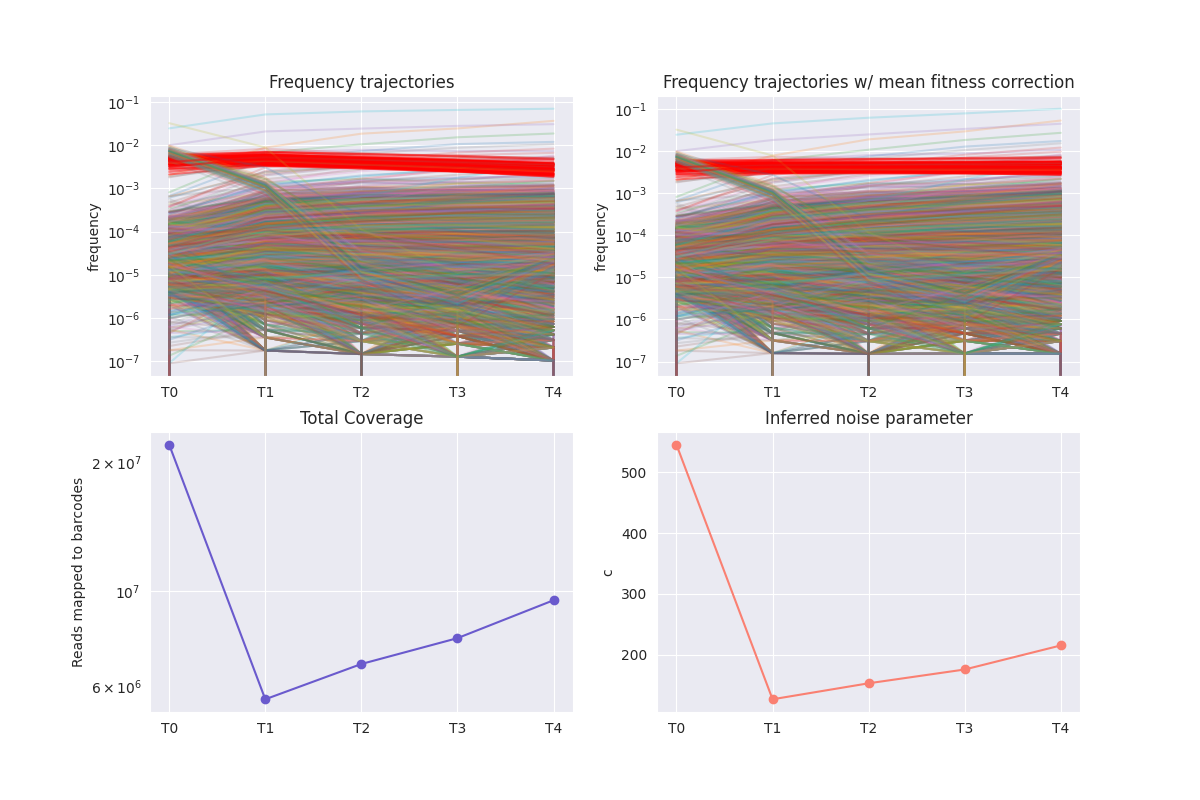 Frequency trajectories
frequency
10⁻¹
10⁻²
10⁻³
10⁻⁴
10⁻⁵
10⁻⁶
10⁻⁷
T0 T1 T2 T3 T4
Frequency trajectories w/ mean fitness correction
frequency
10⁻¹
10⁻²
10⁻³
10⁻⁴
10⁻⁵
10⁻⁶
10⁻⁷
T0 T1 T2 T3 T4
Total Coverage
Reads mapped to barcodes
2 × 10⁷
10⁷
6 × 10⁶
T0 T1 T2 T3 T4
Inferred noise parameter
c
500
400
300
200
T0 T1 T2 T3 T4